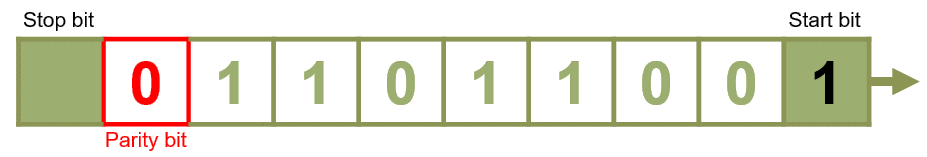 Stop bit Start bit
0 1 1 0 1 1 0 0 1
Parity bit